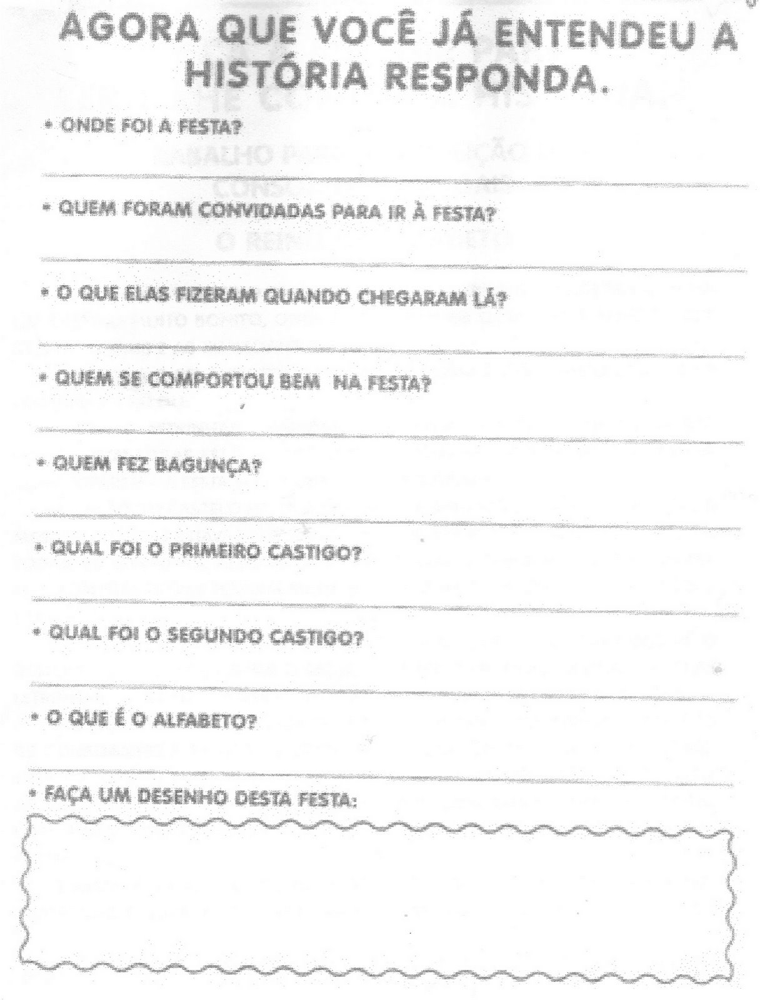 AGORA QUE VOCÊ JÁ ENTENDEU A
HISTÓRIA RESPONDA.
• ONDE FOI A FESTA?
• QUEM FORAM CONVIDADAS PARA IR À FESTA?
• O QUE ELAS FIZERAM QUANDO CHEGARAM LÁ?
• QUEM SE COMPORTOU BEM NA FESTA?
• QUEM FEZ BAGUNÇA?
• QUAL FOI O PRIMEIRO CASTIGO?
• QUAL FOI O SEGUNDO CASTIGO?
• O QUE É O ALFABETO?
• FAÇA UM DESENHO DESTA FESTA: